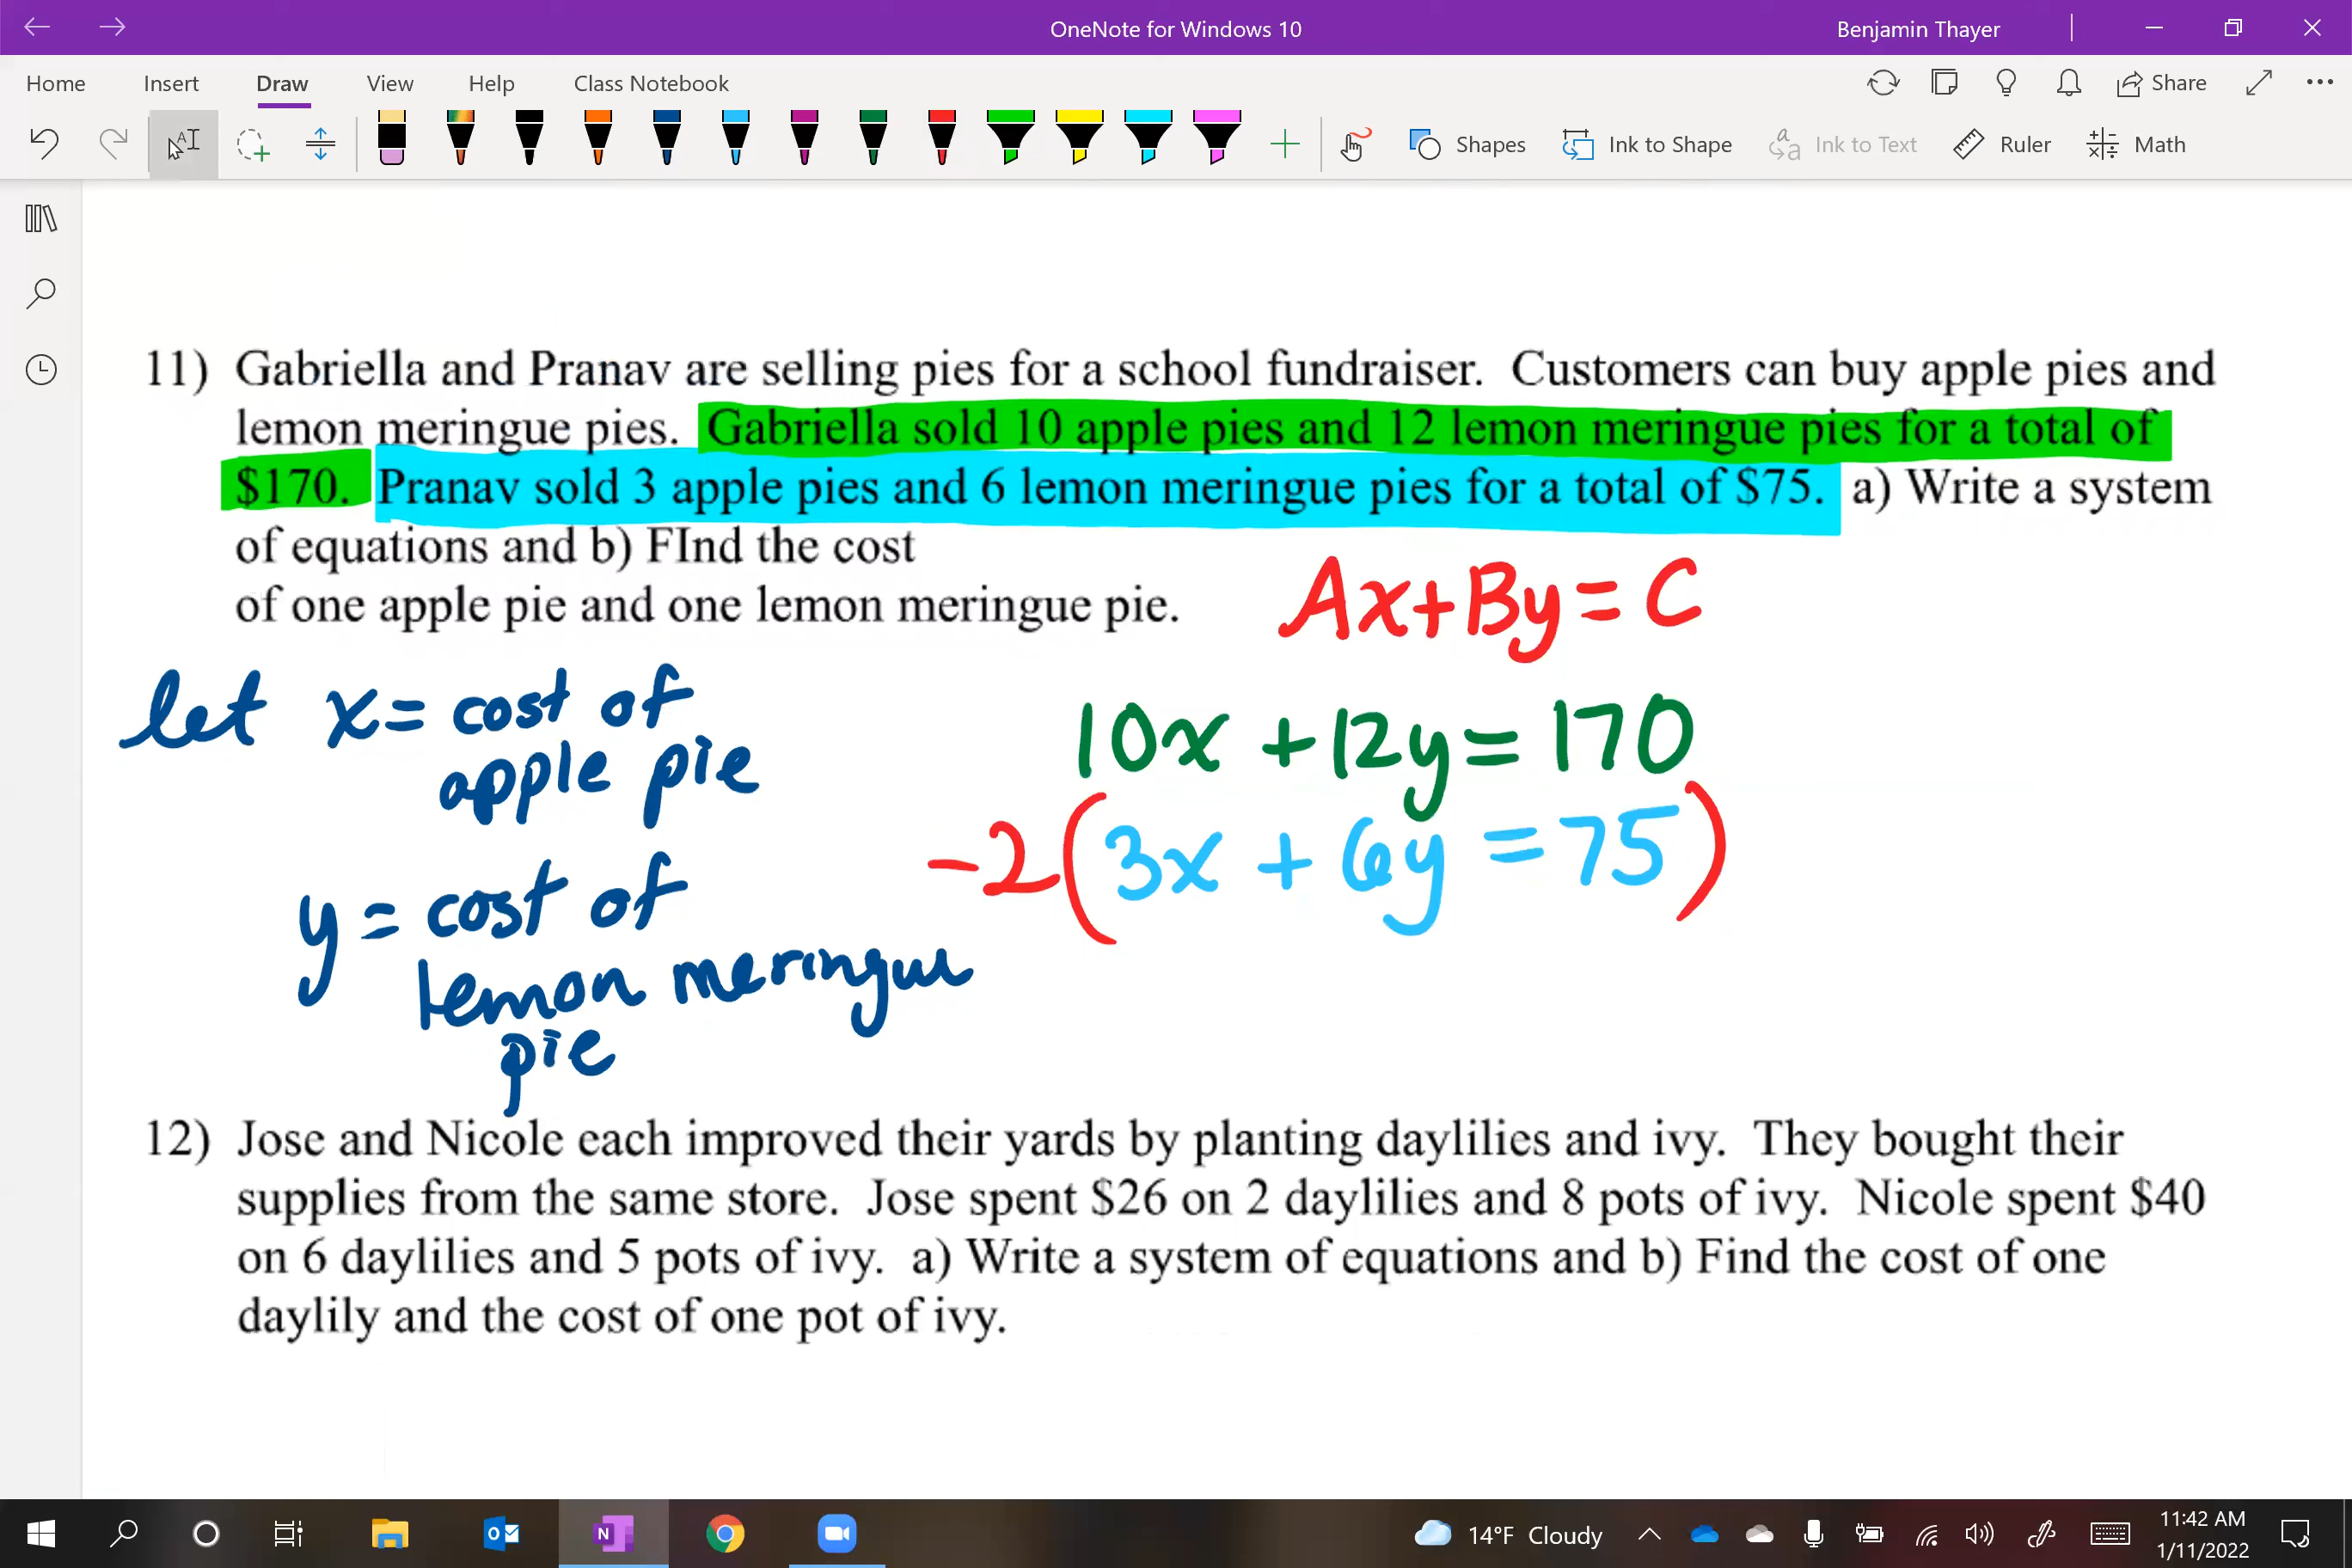 OneNote for Windows 10
Benjamin Thayer
Home Insert Draw View Help Class Notebook
Share
Shapes Ink to Shape Ink to Text Ruler Math
11) Gabriella and Pranav are selling pies for a school fundraiser. Customers can buy apple pies and
lemon meringue pies. Gabriella sold 10 apple pies and 12 lemon meringue pies for a total of
$170. Pranav sold 3 apple pies and 6 lemon meringue pies for a total of $75. a) Write a system
of equations and b) FInd the cost
of one apple pie and one lemon meringue pie.
Ax+By=C
let x= cost of
apple pie
10x +12y=170
-2(3x + 6y =75)
y= cost of
lemon meringue
pie
12) Jose and Nicole each improved their yards by planting daylilies and ivy. They bought their
supplies from the same store. Jose spent $26 on 2 daylilies and 8 pots of ivy. Nicole spent $40
on 6 daylilies and 5 pots of ivy. a) Write a system of equations and b) Find the cost of one
daylily and the cost of one pot of ivy.
14°F Cloudy
11:42 AM
1/11/2022